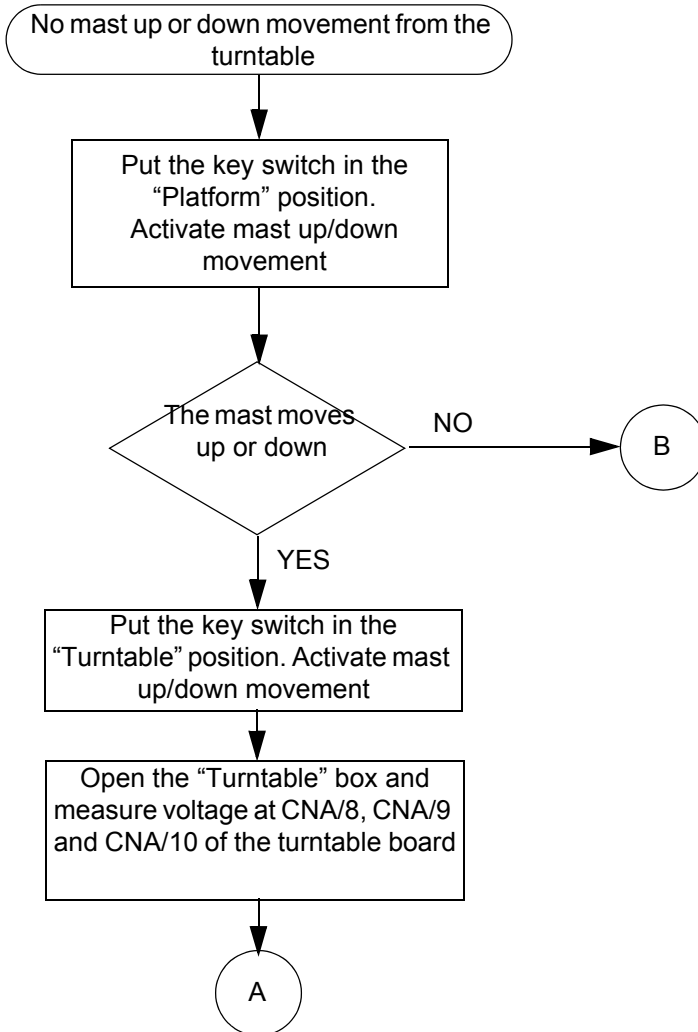 No mast up or down movement from the
turntable
Put the key switch in the
“Platform” position.
Activate mast up/down
movement
The mast moves
up or down
NO
B
YES
Put the key switch in the
“Turntable” position. Activate mast
up/down movement
Open the “Turntable” box and
measure voltage at CNA/8, CNA/9
and CNA/10 of the turntable board
A